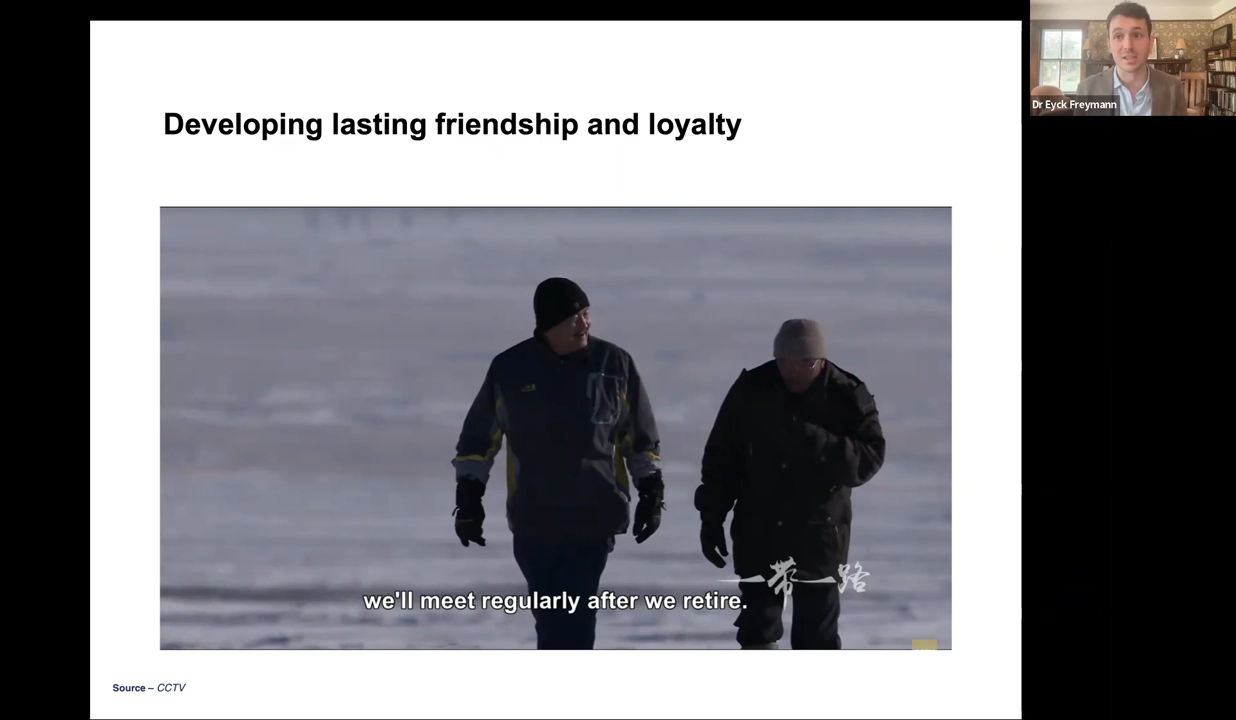 Developing lasting friendship and loyalty
Dr Eyck Freymann
一带一路
we'll meet regularly after we retire.
Source – CCTV